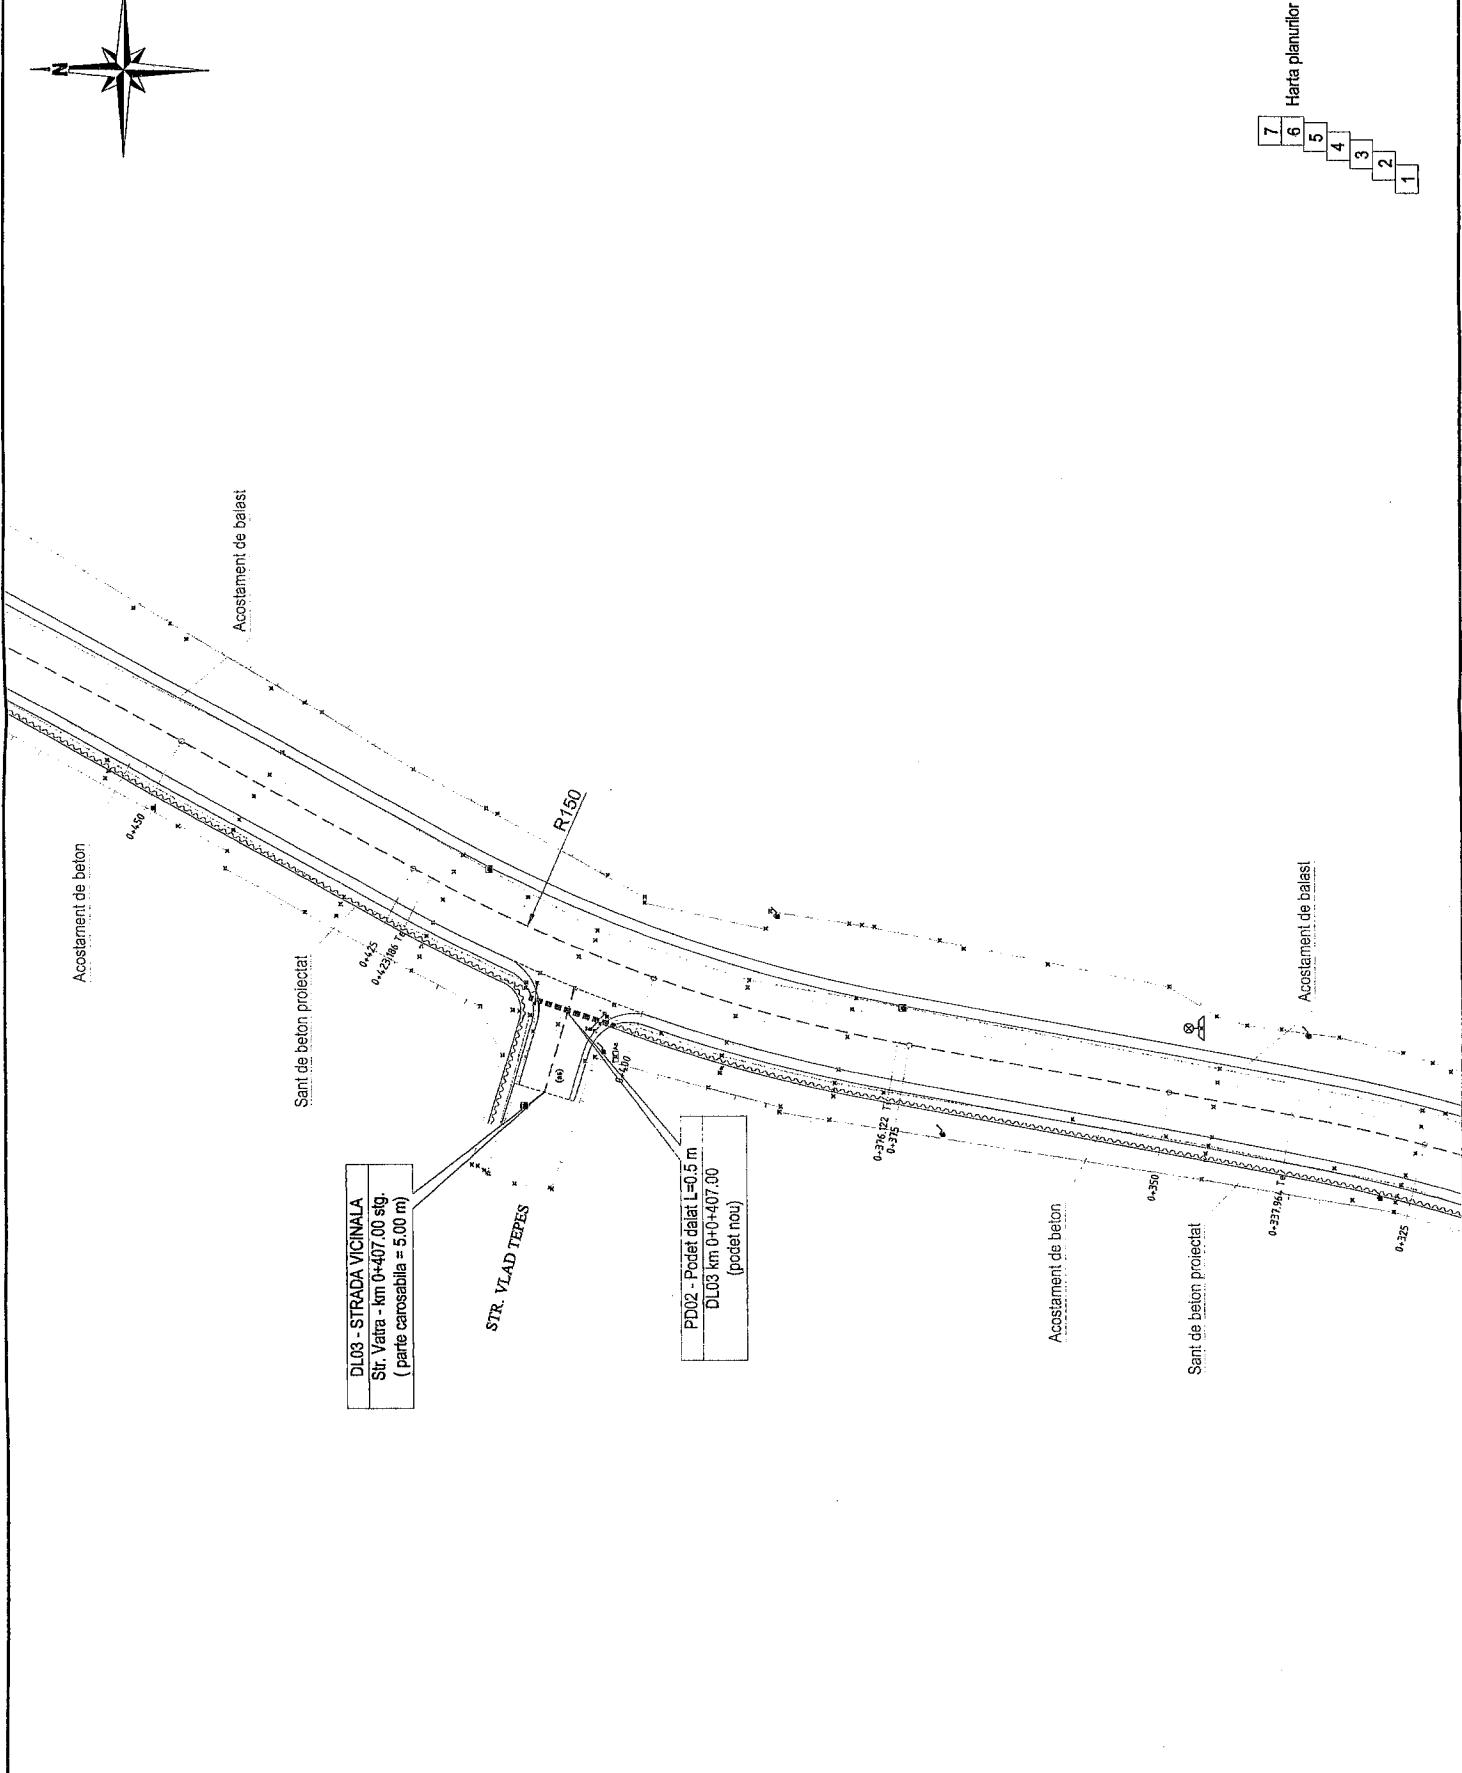 N
Acostament de beton
Acostament de balast
0+450
Sant de beton proiectat
0+425
0+423.186 Te
R150
DL03 - STRADA VICINALA
Str. Vatra - km 0+407.00 stg.
( parte carosabila = 5.00 m)
STR. VLAD TEPES
0+400
PD02 - Podet dalat L=0.5 m
DL03 km 0+0+407.00
(podet nou)
0+376.122
0+375
Acostament de beton
0+350
Sant de beton proiectat
0+337.964 Te
0+325
Acostament de balast
Harta planurilor
7
6
5
4
3
2
1